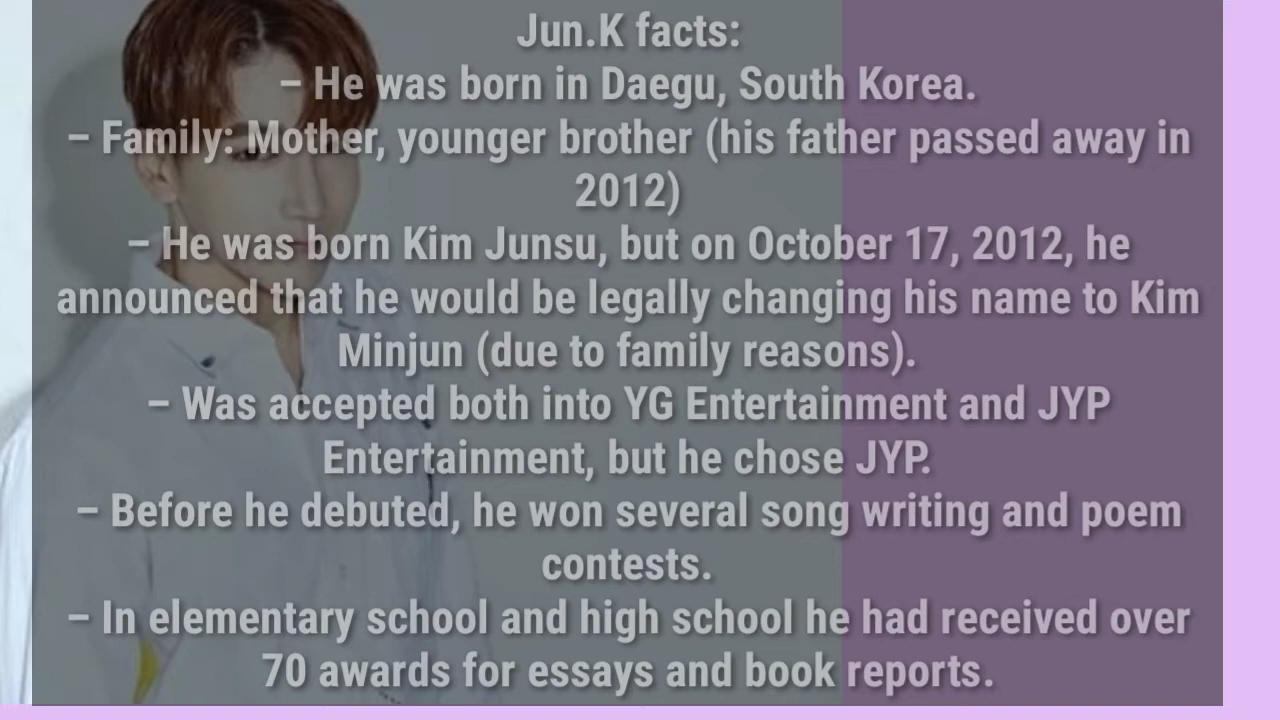 Jun.K facts:
– He was born in Daegu, South Korea.
– Family: Mother, younger brother (his father passed away in
2012)
– He was born Kim Junsu, but on October 17, 2012, he
announced that he would be legally changing his name to Kim
Minjun (due to family reasons).
– Was accepted both into YG Entertainment and JYP
Entertainment, but he chose JYP.
– Before he debuted, he won several song writing and poem
contests.
– In elementary school and high school he had received over
70 awards for essays and book reports.